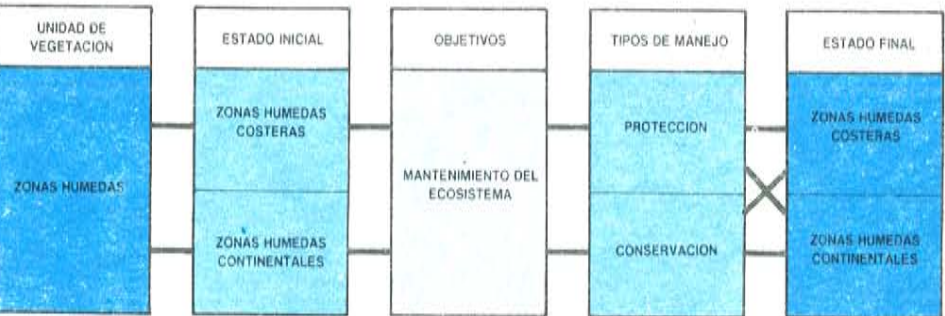 UNIDAD DE
VEGETACION
ESTADO INICIAL
OBJETIVOS
TIPOS DE MANEJO
ESTADO FINAL
ZONAS HUMEDAS
ZONAS HUMEDAS
COSTERAS
ZONAS HUMEDAS
CONTINENTALES
MANTENIMIENTO DEL
ECOSISTEMA
PROTECCION
CONSERVACION
ZONAS HUMEDAS
COSTERAS
ZONAS HUMEDAS
CONTINENTALES